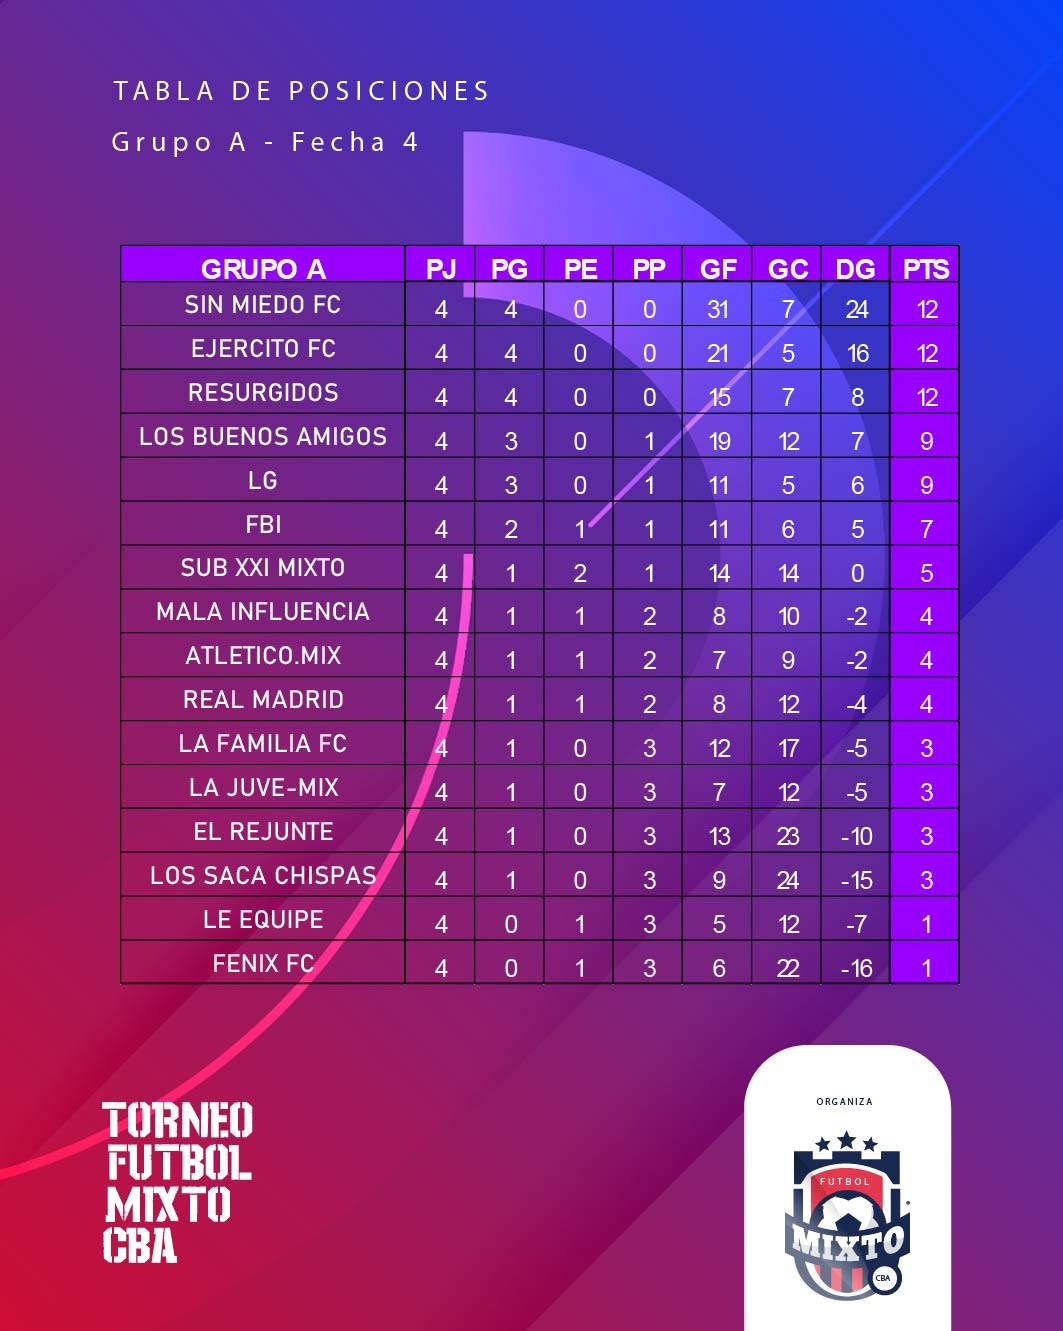 TABLA DE POSICIONES
Grupo A - Fecha 4
GRUPO A PJ PG PE PP GF GC DG PTS
SIN MIEDO FC 4 4 0 0 31 7 24 12
EJERCITO FC 4 4 0 0 21 5 16 12
RESURGIDOS 4 4 0 0 15 7 8 12
LOS BUENOS AMIGOS 4 3 0 1 19 12 7 9
LG 4 3 0 1 11 5 6 9
FBI 4 2 1 1 11 6 5 7
SUB XXI MIXTO 4 1 2 1 14 14 0 5
MALA INFLUENCIA 4 1 1 2 8 10 -2 4
ATLETICO.MIX 4 1 1 2 7 9 -2 4
REAL MADRID 4 1 1 2 8 12 -4 4
LA FAMILIA FC 4 1 0 3 12 17 -5 3
LA JUVE-MIX 4 1 0 3 7 12 -5 3
EL REJUNTE 4 1 0 3 13 23 -10 3
LOS SACA CHISPAS 4 1 0 3 9 24 -15 3
LE EQUIPE 4 0 1 3 5 12 -7 1
FENIX FC 4 0 1 3 6 22 -16 1
TORNEO
FUTBOL
MIXTO
CBA
ORGANIZA
FUTBOL
MIXTO
CBA